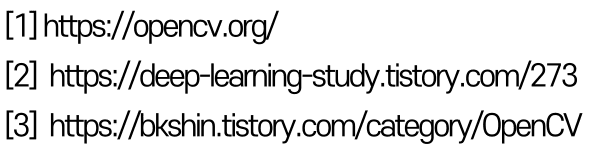 [1] https://opencv.org/
[2] https://deep-learning-study.tistory.com/273
[3] https://bkshin.tistory.com/category/OpenCV